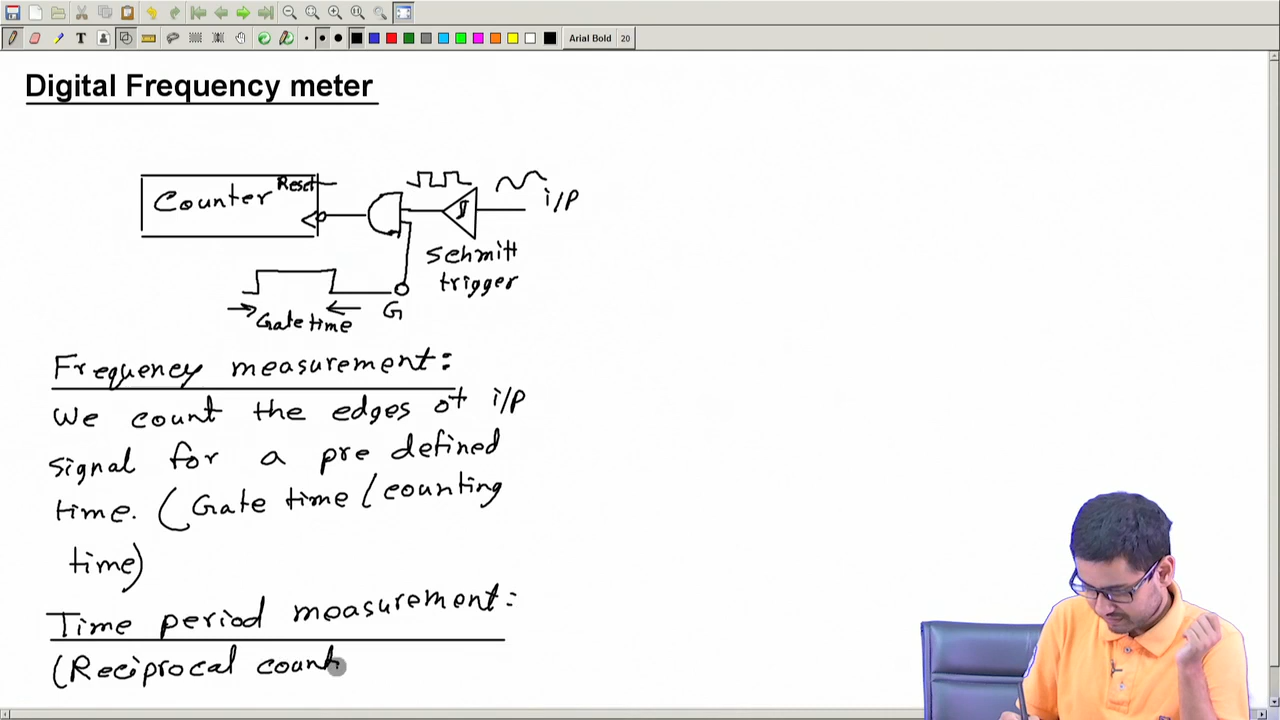 Arial Bold 20
Digital Frequency meter
Counter Reset
i/p
Schmitt
trigger
G
Gate time
Frequency measurement:
We count the edges of i/p
signal for a pre defined
time. (Gate time/counting
time)
Time period measurement:
(Reciprocal count